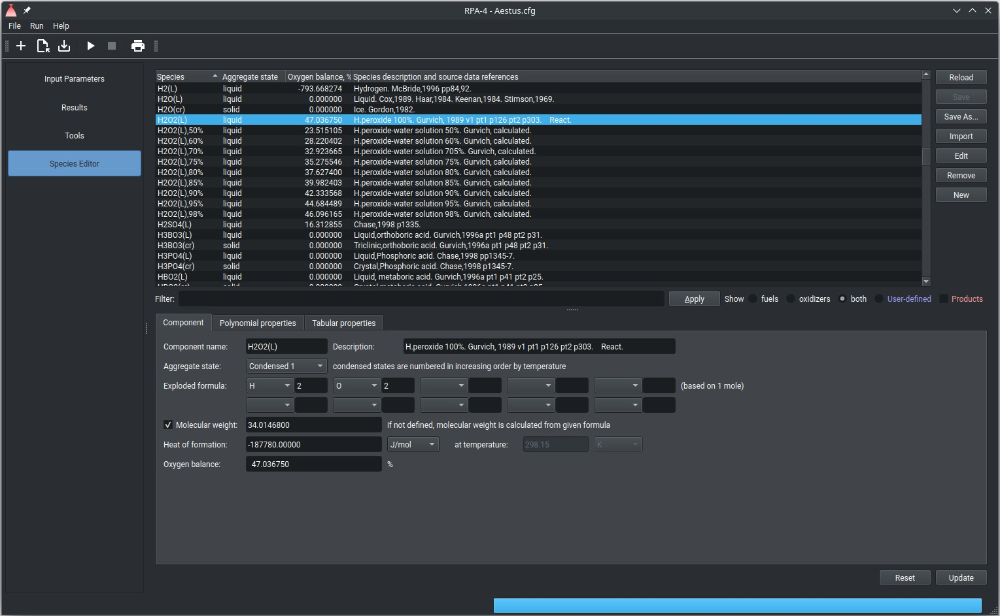 RPA-4 - Aestus.cfg
File Run Help
Input Parameters
Results
Tools
Species Editor
Species Aggregate state Oxygen balance, % Species description and source data references
H2(L) liquid -793.668274 Hydrogen. McBride,1996 pp84,92.
H2O(L) liquid 0.000000 Liquid. Cox,1989. Haar,1984. Keenan,1984. Stimson,1969.
H2O(cr) solid 0.000000 Ice. Gordon,1982.
H2O2(L) liquid 47.036750 H.peroxide 100%. Gurvich, 1989 v1 pt1 p126 pt2 p303. React.
H2O2(L),50% liquid 23.515105 H.peroxide-water solution 50%. Gurvich, calculated.
H2O2(L),60% liquid 28.220402 H.peroxide-water solution 60%. Gurvich, calculated.
H2O2(L),70% liquid 32.923665 H.peroxide-water solution 705%. Gurvich, calculated.
H2O2(L),75% liquid 35.275546 H.peroxide-water solution 75%. Gurvich, calculated.
H2O2(L),80% liquid 37.627400 H.peroxide-water solution 80%. Gurvich, calculated.
H2O2(L),85% liquid 39.982403 H.peroxide-water solution 85%. Gurvich, calculated.
H2O2(L),90% liquid 42.333568 H.peroxide-water solution 90%. Gurvich, calculated.
H2O2(L),95% liquid 44.684489 H.peroxide-water solution 95%. Gurvich, calculated.
H2O2(L),98% liquid 46.096165 H.peroxide-water solution 98%. Gurvich, calculated.
H2SO4(L) liquid 16.312855 Chase,1998 p1335.
H3BO3(L) liquid 0.000000 Liquid,orthoboric acid. Gurvich,1996a pt1 p48 pt2 p31.
H3BO3(cr) solid 0.000000 Triclinic,orthoboric acid. Gurvich,1996a pt1 p48 pt2 p31.
H3PO4(L) liquid 0.000000 Liquid,Phosphoric acid. Chase,1998 pp1345-7.
H3PO4(cr) solid 0.000000 Crystal,Phosphoric acid. Chase,1998 pp1345-7.
HBO2(L) liquid 0.000000 Liquid, metaboric acid. Gurvich,1996a pt1 p41 pt2 p25.
HBO2(cr) solid 0.000000 Crystal,metaboric acid. Gurvich,1996a pt1 p41 pt2 p25.
Reload
Save
Save As...
Import
Edit
Remove
New
Filter: Apply Show fuels oxidizers both User-defined Products
Component Polynomial properties Tabular properties
Component name: H2O2(L) Description: H.peroxide 100%. Gurvich, 1989 v1 pt1 p126 pt2 p303. React.
Aggregate state: Condensed 1 condensed states are numbered in increasing order by temperature
Exploded formula: H 2 O 2 (based on 1 mole)
Molecular weight: 34.0146800 if not defined, molecular weight is calculated from given formula
Heat of formation: -187780.00000 J/mol at temperature: 298.15 K
Oxygen balance: 47.036750 %
Reset Update